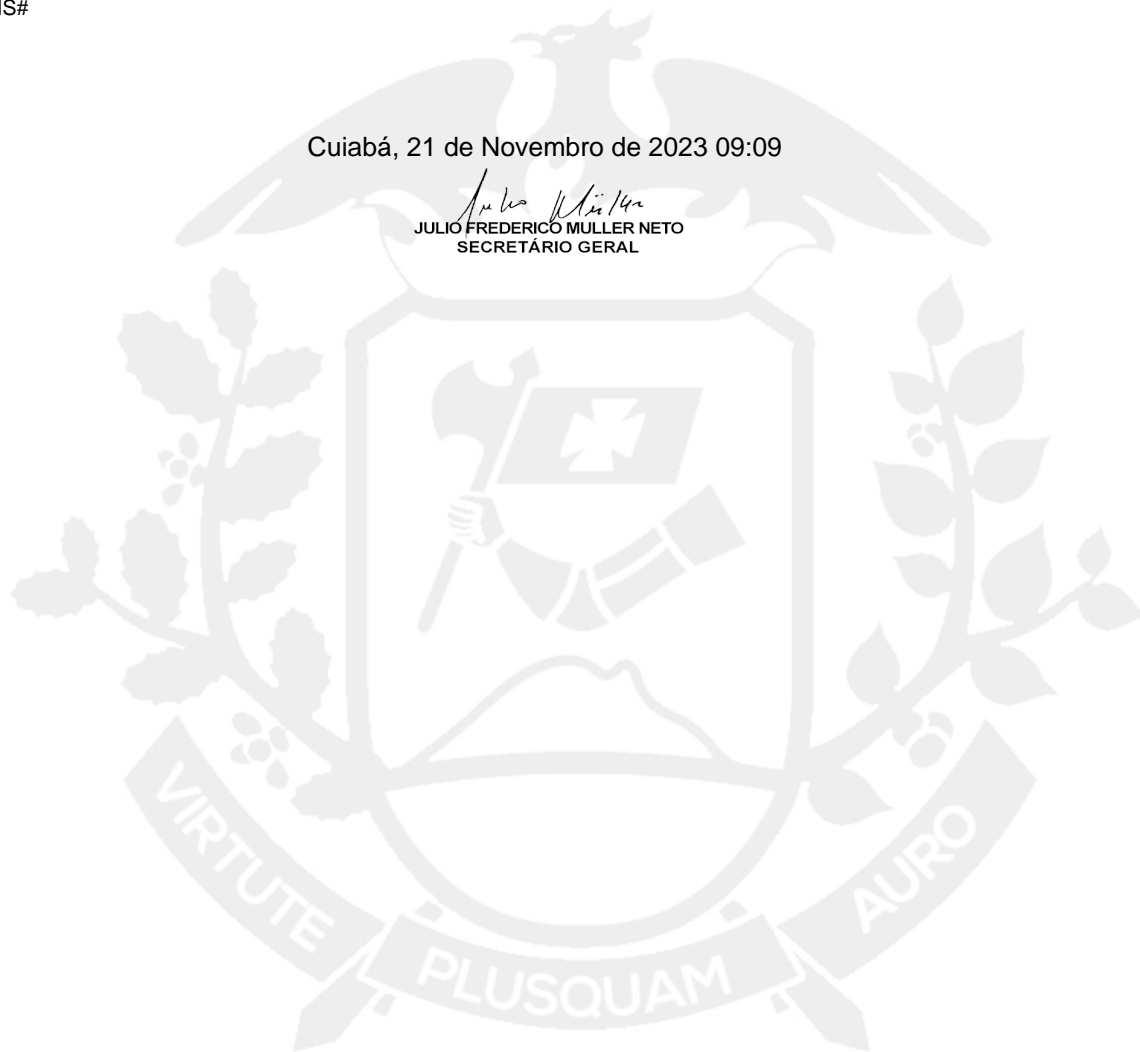 IS#
Cuiabá, 21 de Novembro de 2023 09:09
JULIO FREDERICO MULLER NETO
SECRETÁRIO GERAL
VIRTUTE
PLUSQUAM
AURO